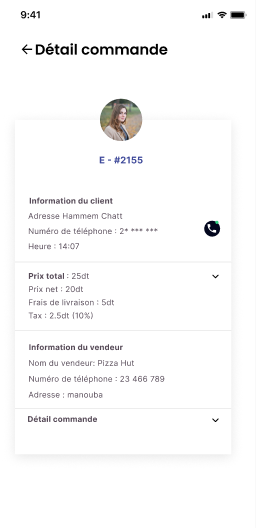 9:41
Détail commande
E - #2155
Information du client
Adresse Hammem Chatt
Numéro de téléphone : 2* *** ***
Heure : 14:07
Prix total : 25dt
Prix net : 20dt
Frais de livraison : 5dt
Tax : 2.5dt (10%)
Information du vendeur
Nom du vendeur: Pizza Hut
Numéro de téléphone : 23 466 789
Adresse : manouba
Détail commande